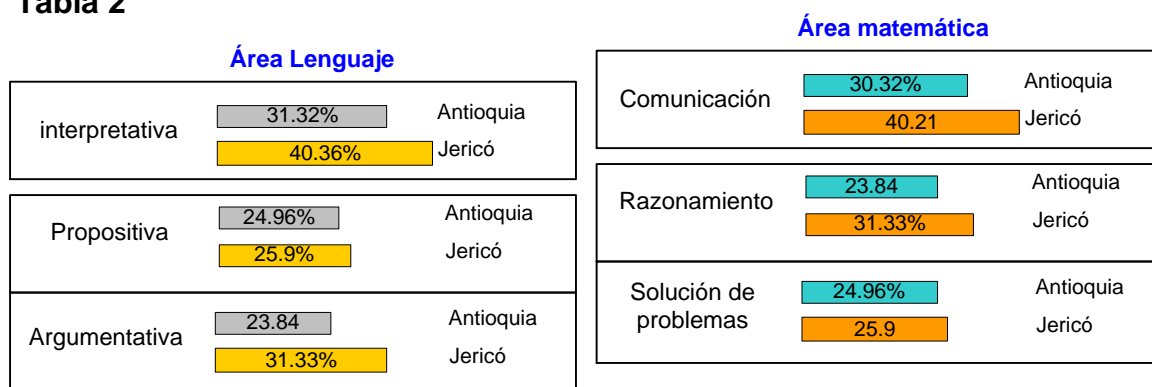 Tabla 2
Área Lenguaje
interpretativa
31.32%
Antioquia
40.36%
Jericó
Propositiva
24.96%
Antioquia
25.9%
Jericó
Argumentativa
23.84
Antioquia
31.33%
Jericó
Área matemática
Comunicación
30.32%
Antioquia
40.21
Jericó
Razonamiento
23.84
Antioquia
31.33%
Jericó
Solución de
problemas
24.96%
Antioquia
25.9
Jericó